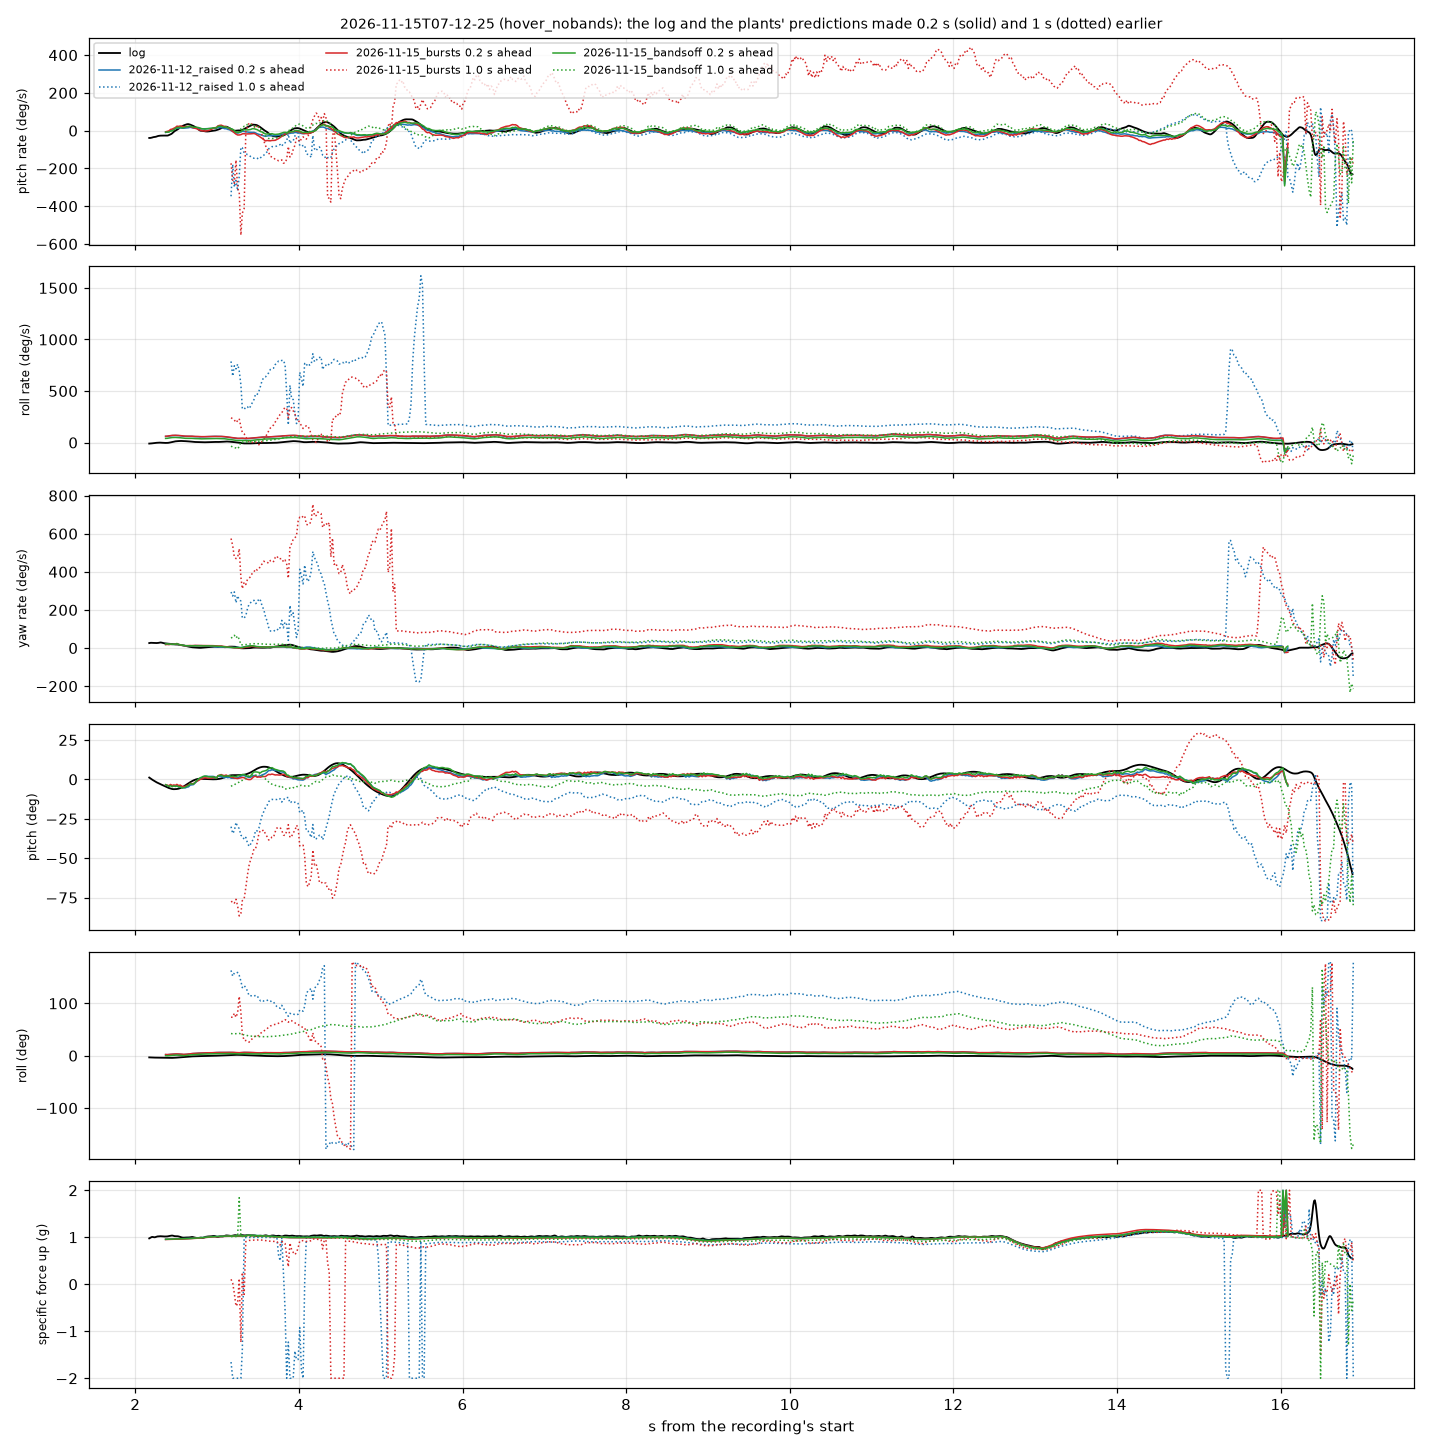 2026-11-15T07-12-25 (hover_nobands): the log and the plants' predictions made 0.2 s (solid) and 1 s (dotted) earlier
log
2026-11-12_raised 0.2 s ahead
2026-11-12_raised 1.0 s ahead
2026-11-15_bursts 0.2 s ahead
2026-11-15_bursts 1.0 s ahead
2026-11-15_bandsoff 0.2 s ahead
2026-11-15_bandsoff 1.0 s ahead
pitch rate (deg/s)
400
200
0
−200
−400
−600
roll rate (deg/s)
1500
1000
500
0
yaw rate (deg/s)
800
600
400
200
0
−200
pitch (deg)
25
0
−25
−50
−75
roll (deg)
100
0
−100
specific force up (g)
2
1
0
−1
−2
2 4 6 8 10 12 14 16
s from the recording's start